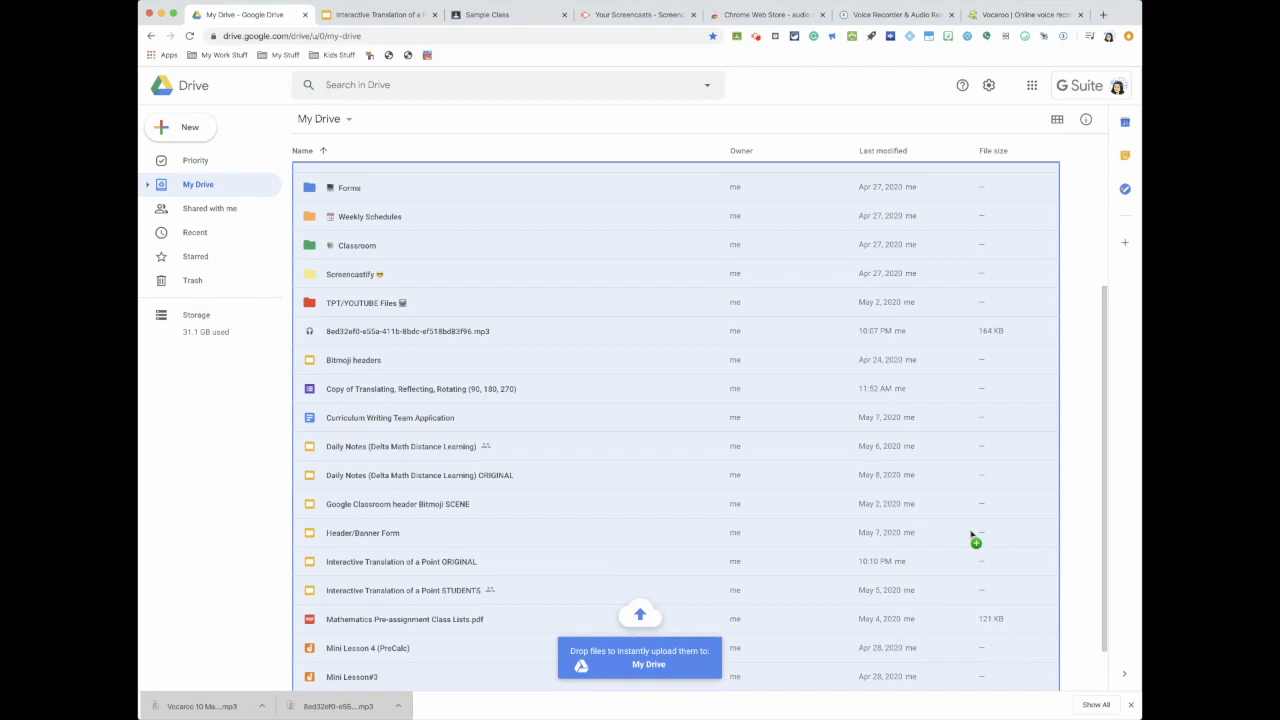 My Drive - Google Drive
Interactive Translation of a P
Sample Class
Your Screencasts - Screenc
Chrome Web Store - audio
Voice Recorder & Audio Rec
Vocaroo | Online voice reco
drive.google.com/drive/u/0/my-drive
Apps
My Work Stuff
My Stuff
Kids Stuff
Drive
Search in Drive
G Suite
New
My Drive
Name
Owner
Last modified
File size
Priority
My Drive
Shared with me
Recent
Starred
Trash
Storage
31.1 GB used
Forms me Apr 27, 2020 me —
Weekly Schedules me Apr 27, 2020 me —
Classroom me Apr 27, 2020 me —
Screencastify me Apr 27, 2020 me —
TPT/YOUTUBE Files me May 2, 2020 me —
8ed32ef0-e55a-411b-8bdc-ef518bd83f96.mp3 me 10:07 PM me 164 KB
Bitmoji headers me Apr 24, 2020 me —
Copy of Translating, Reflecting, Rotating (90, 180, 270) me 11:52 AM me —
Curriculum Writing Team Application me May 7, 2020 me —
Daily Notes (Delta Math Distance Learning) me May 6, 2020 me —
Daily Notes (Delta Math Distance Learning) ORIGINAL me May 8, 2020 me —
Google Classroom header Bitmoji SCENE me May 2, 2020 me —
Header/Banner Form me May 7, 2020 me —
Interactive Translation of a Point ORIGINAL me 10:10 PM me —
Interactive Translation of a Point STUDENTS me May 5, 2020 me —
Mathematics Pre-assignment Class Lists.pdf me May 4, 2020 me 121 KB
Mini Lesson 4 (PreCalc) me Apr 28, 2020 me —
Mini Lesson#3 me Apr 28, 2020 me —
Drop files to instantly upload them to:
My Drive
Vocaroo 10 Ma....mp3
8ed32ef0-e55....mp3
Show All